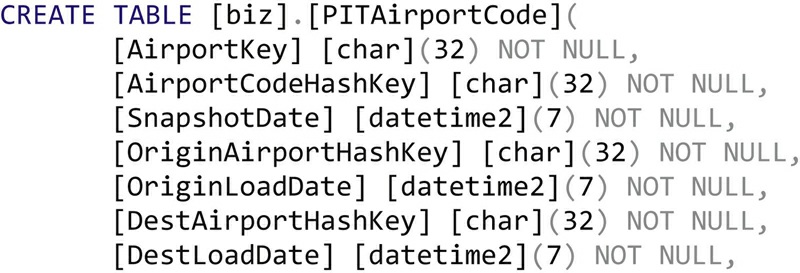 CREATE TABLE [biz].[PITAirportCode](
[AirportKey] [char](32) NOT NULL,
[AirportCodeHashKey] [char](32) NOT NULL,
[SnapshotDate] [datetime2](7) NOT NULL,
[OriginAirportHashKey] [char](32) NOT NULL,
[OriginLoadDate] [datetime2](7) NOT NULL,
[DestAirportHashKey] [char](32) NOT NULL,
[DestLoadDate] [datetime2](7) NOT NULL,